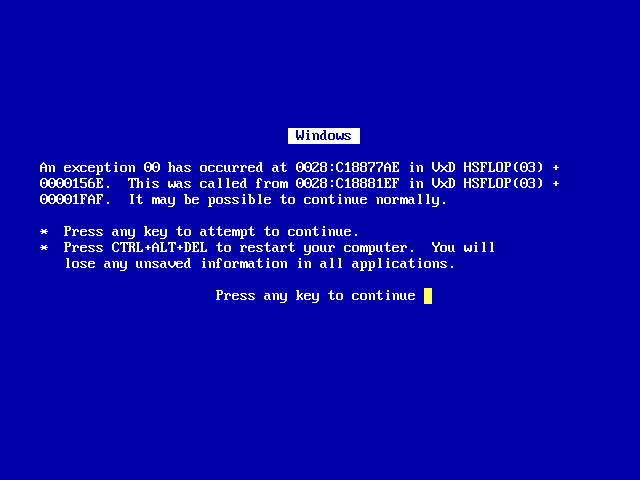 Windows
An exception 00 has occurred at 0028:C18877AE in VxD HSFLOP(03) +
0000156E.  This was called from 0028:C18881EF in VxD HSFLOP(03) +
00001FAF.  It may be possible to continue normally.
*  Press any key to attempt to continue.
*  Press CTRL+ALT+DEL to restart your computer.  You will
lose any unsaved information in all applications.
Press any key to continue